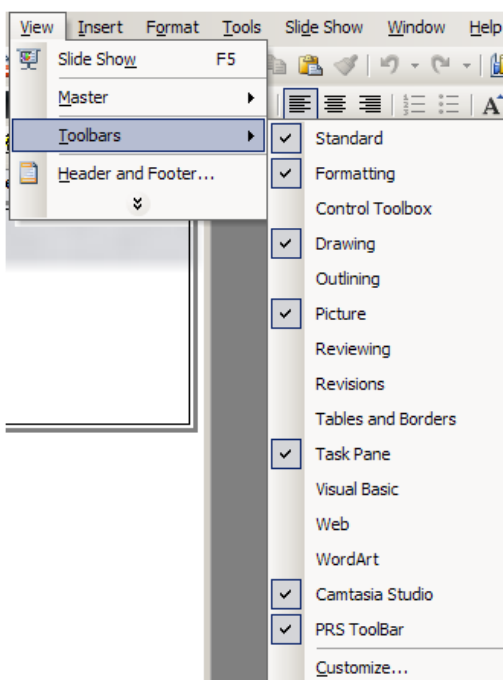 View Insert Format Tools Slide Show Window Help
Slide Show F5
Master
Toolbars
Header and Footer...
Standard
Formatting
Control Toolbox
Drawing
Outlining
Picture
Reviewing
Revisions
Tables and Borders
Task Pane
Visual Basic
Web
WordArt
Camtasia Studio
PRS ToolBar
Customize...